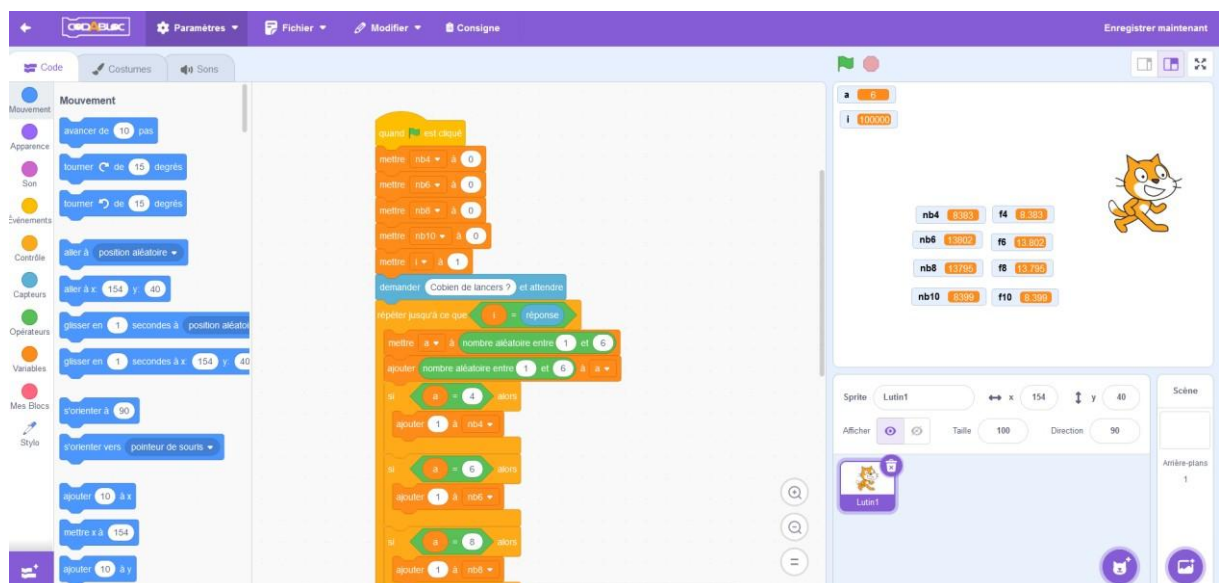 CODABLOC Paramètres Fichier Modifier Consigne Enregistrer maintenant
Code Costumes Sons
Mouvement
Apparence
Son
Événements
Contrôle
Capteurs
Opérateurs
Variables
Mes Blocs
Stylo
Mouvement
avancer de 10 pas
tourner de 15 degrés
tourner de 15 degrés
aller à position aléatoire
aller à x: 154 y: 40
glisser en 1 secondes à position aléatoi
glisser en 1 secondes à x: 154 y: 40
s'orienter à 90
s'orienter vers pointeur de souris
ajouter 10 à x
mettre x à 154
ajouter 10 à y
quand est cliqué
mettre nb4 à 0
mettre nb6 à 0
mettre nb8 à 0
mettre nb10 à 0
mettre i à 1
demander Cobien de lancers ? et attendre
répéter jusqu'à ce que i = réponse
mettre a à nombre aléatoire entre 1 et 6
ajouter nombre aléatoire entre 1 et 6 à a
si a = 4 alors
ajouter 1 à nb4
si a = 6 alors
ajouter 1 à nb6
si a = 8 alors
ajouter 1 à nb8
a 6
i 100000
nb4 8383 f4 8.383
nb6 13802 f6 13.802
nb8 13795 f8 13.795
nb10 8399 f10 8.399
Sprite Lutin1 x 154 y 40
Afficher Taille 100 Direction 90
Lutin1
Scène
Arrière-plans
1